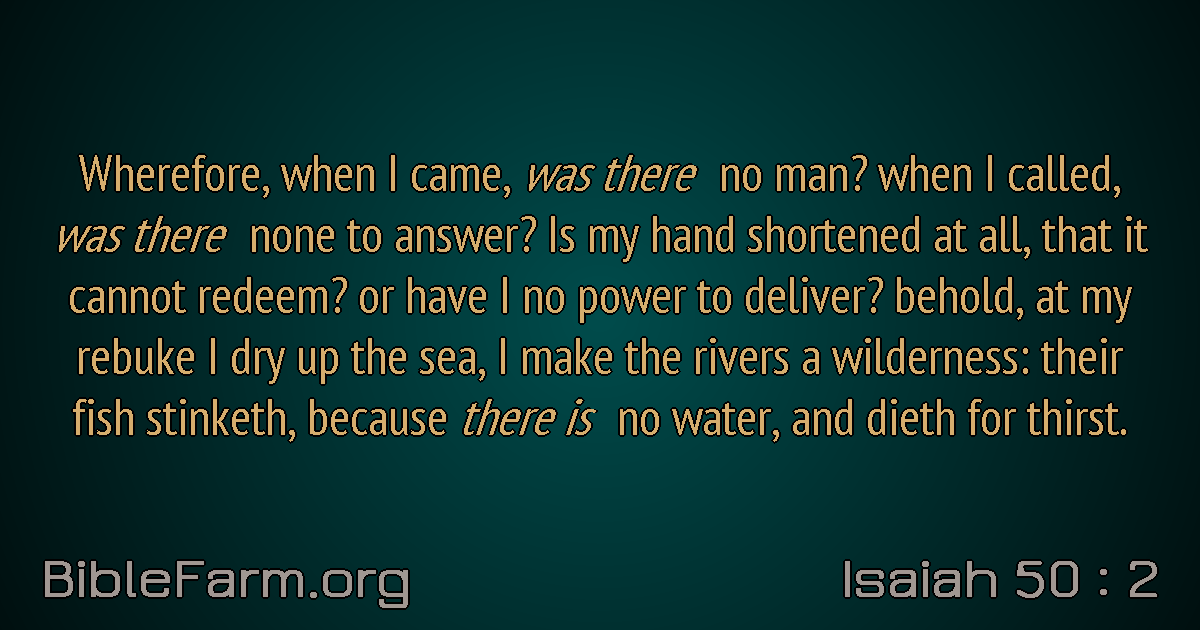 Wherefore, when I came, was there no man? when I called,
was there none to answer? Is my hand shortened at all, that it
cannot redeem? or have I no power to deliver? behold, at my
rebuke I dry up the sea, I make the rivers a wilderness: their
fish stinketh, because there is no water, and dieth for thirst.
BibleFarm.org
Isaiah 50 : 2